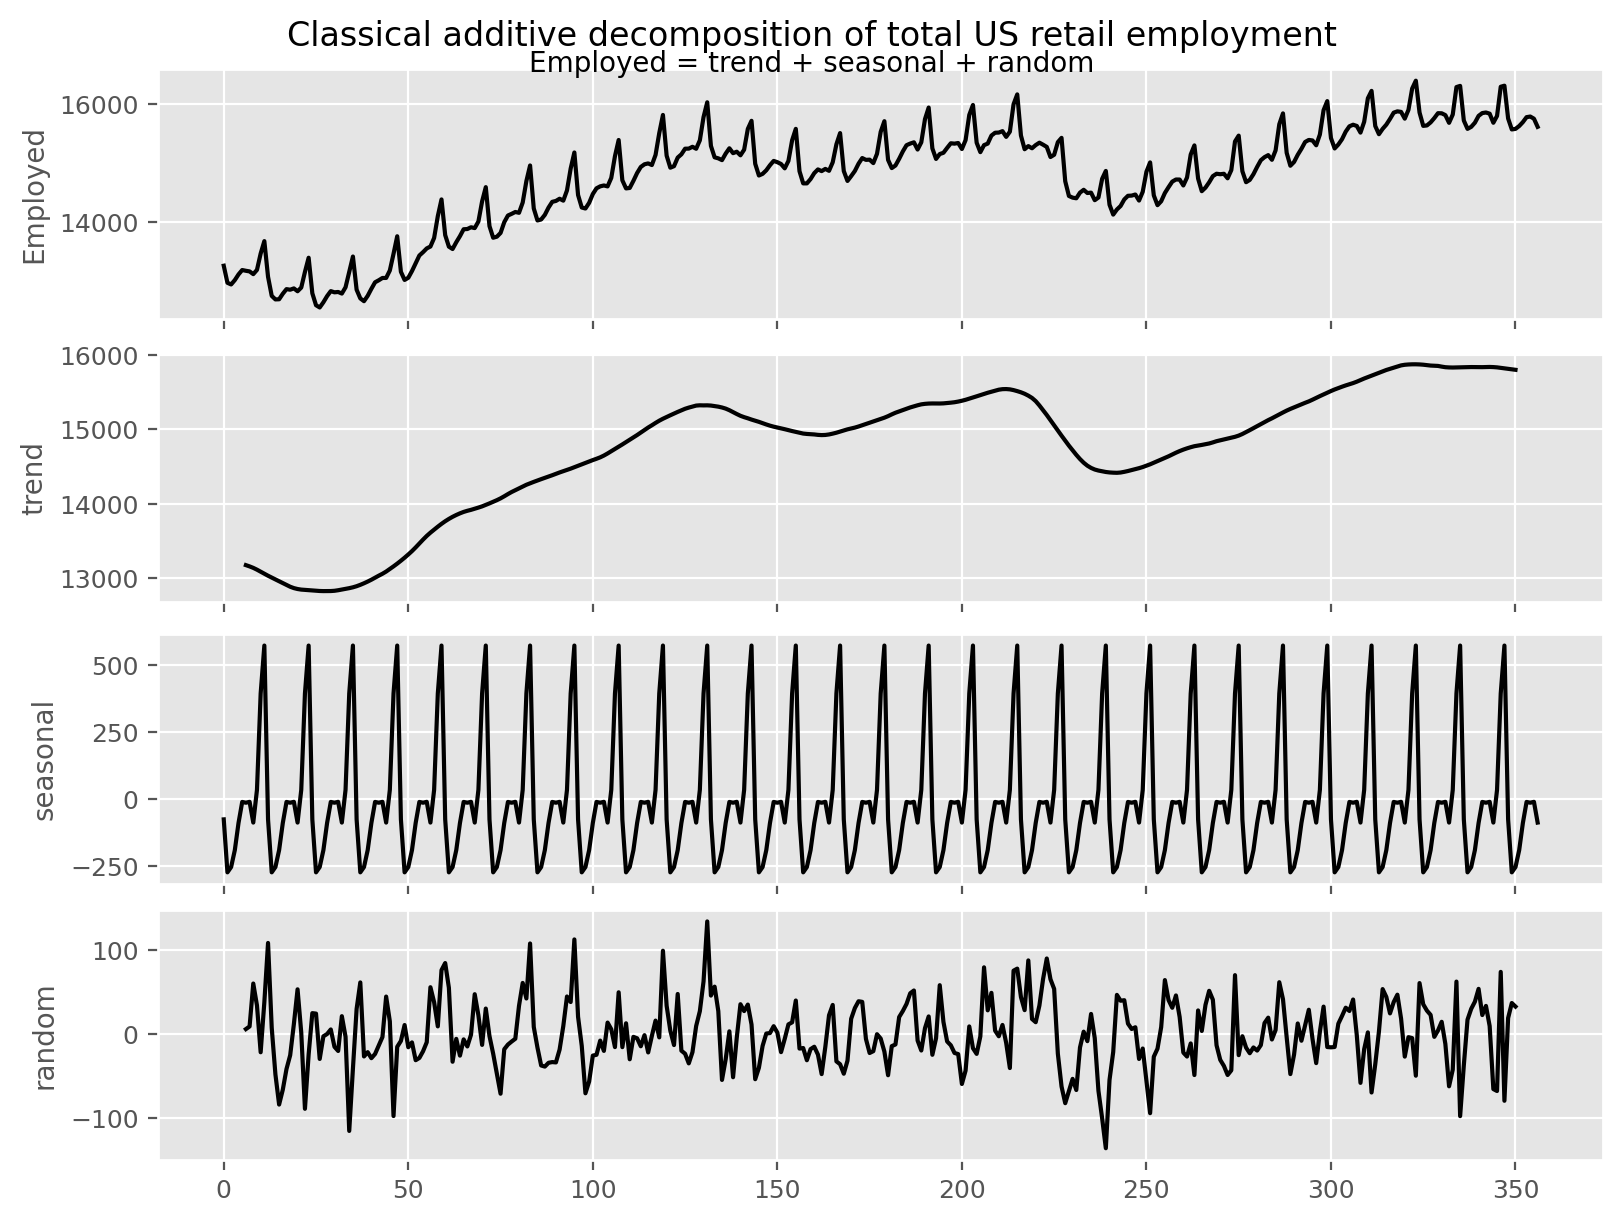 Classical additive decomposition of total US retail employment
Employed = trend + seasonal + random
16000
14000
Employed
16000
15000
14000
13000
trend
500
250
0
−250
seasonal
100
0
−100
random
0 50 100 150 200 250 300 350